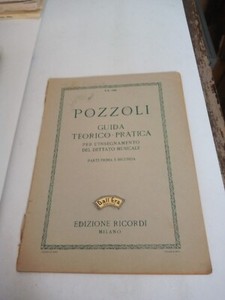 POZZOLI
GUIDA
TEORICO-PRATICA
PER L'INSEGNAMENTO
DEL DETTATO MUSICALE
EDIZIONE RICORDI
MILANO